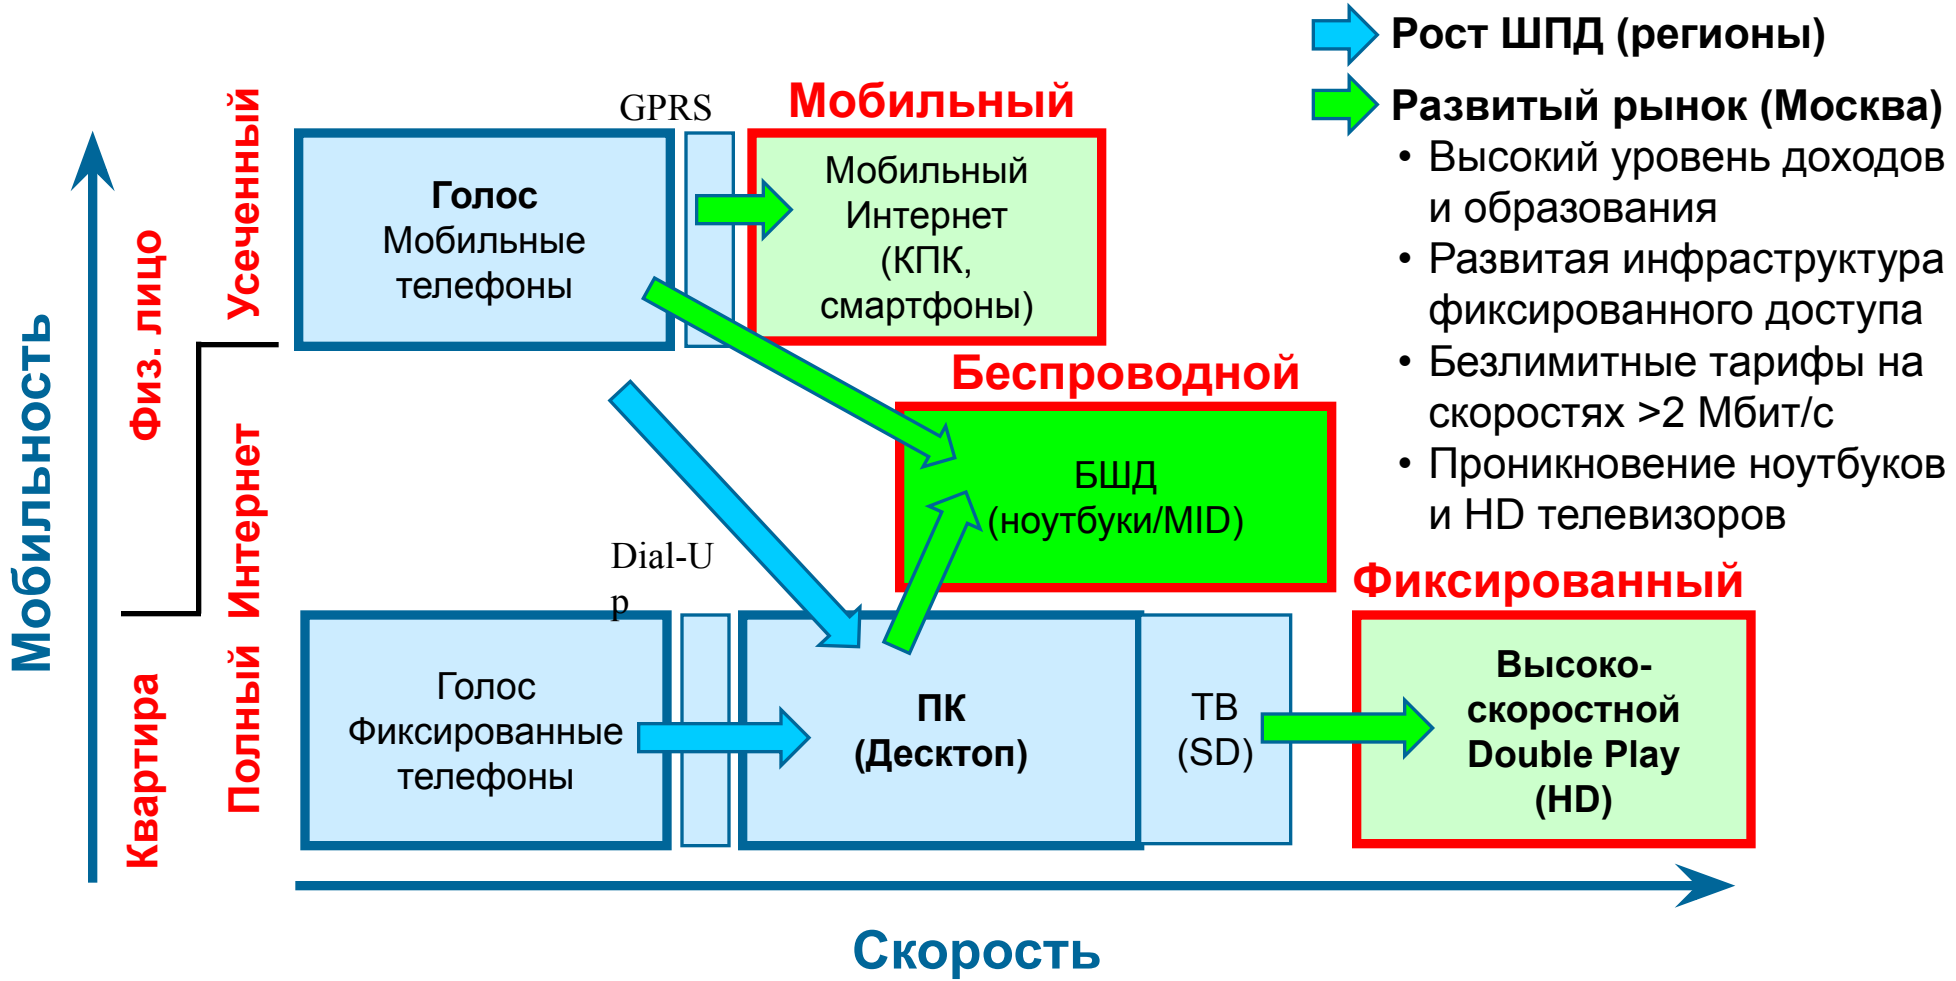 Рост ШПД (регионы)
Развитый рынок (Москва)
• Высокий уровень доходов
и образования
• Развитая инфраструктура
фиксированного доступа
• Безлимитные тарифы на
скоростях >2 Мбит/с
• Проникновение ноутбуков
и HD телевизоров
Мобильность
Физ. лицо
Квартира
Усеченный
Полный Интернет
GPRS
Мобильный
Голос
Мобильные
телефоны
Мобильный
Интернет
(КПК,
смартфоны)
Беспроводной
БШД
(ноутбуки/MID)
Dial-U
p
Фиксированный
Голос
Фиксированные
телефоны
ПК
(Десктоп)
ТВ
(SD)
Высоко-
скоростной
Double Play
(HD)
Скорость